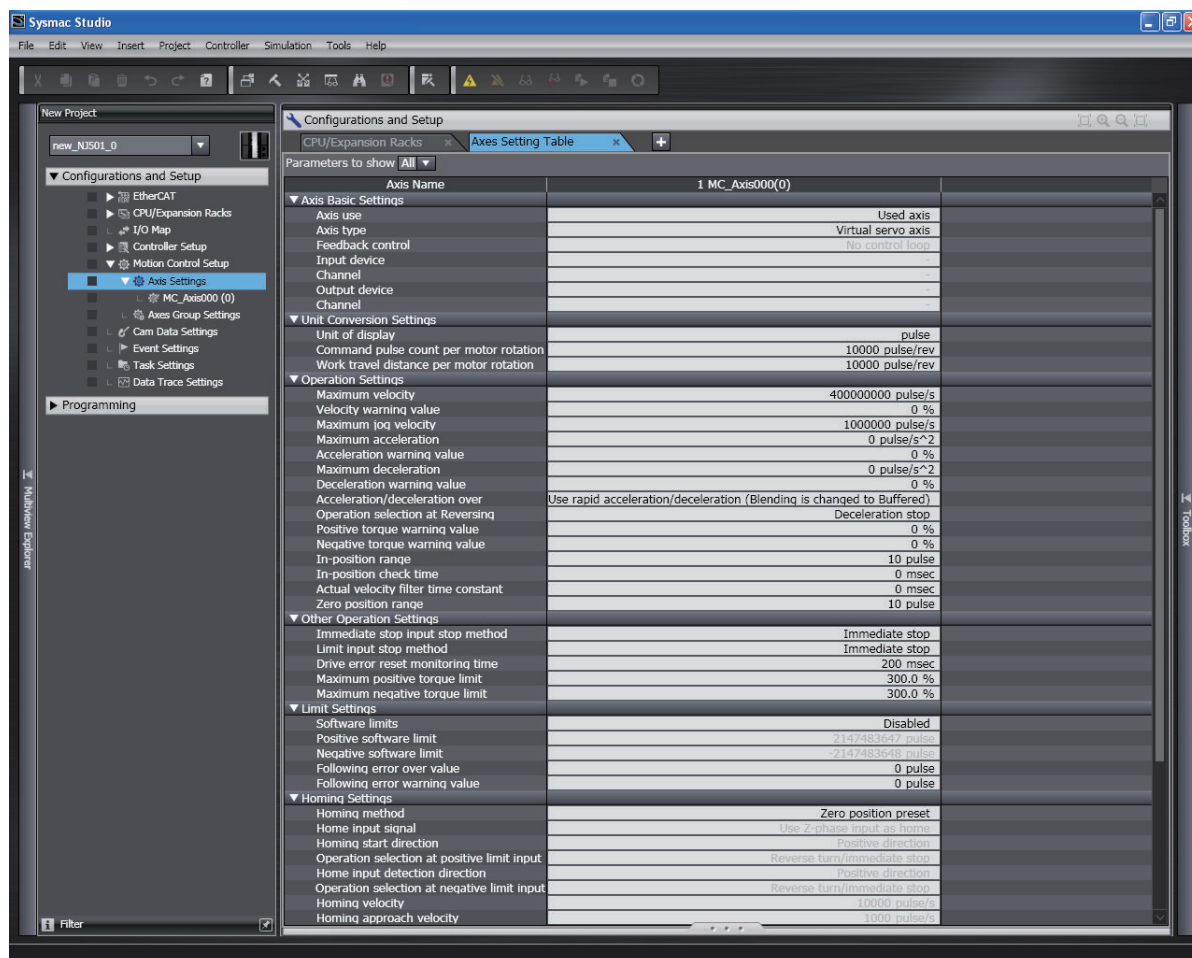 Sysmac Studio
File Edit View Insert Project Controller Simulation Tools Help
New Project
new_NJ501_0
Configurations and Setup
EtherCAT
CPU/Expansion Racks
I/O Map
Controller Setup
Motion Control Setup
Axis Settings
MC_Axis000 (0)
Axes Group Settings
Cam Data Settings
Event Settings
Task Settings
Data Trace Settings
Programming
Filter
Multiview Explorer
Configurations and Setup
CPU/Expansion Racks Axes Setting Table
Parameters to show All
Axis Name 1 MC_Axis000(0)
Axis Basic Settings
Axis use Used axis
Axis type Virtual servo axis
Feedback control No control loop
Input device -
Channel -
Output device -
Channel -
Unit Conversion Settings
Unit of display pulse
Command pulse count per motor rotation 10000 pulse/rev
Work travel distance per motor rotation 10000 pulse/rev
Operation Settings
Maximum velocity 400000000 pulse/s
Velocity warning value 0 %
Maximum jog velocity 1000000 pulse/s
Maximum acceleration 0 pulse/s^2
Acceleration warning value 0 %
Maximum deceleration 0 pulse/s^2
Deceleration warning value 0 %
Acceleration/deceleration over Use rapid acceleration/deceleration (Blending is changed to Buffered)
Operation selection at Reversing Deceleration stop
Positive torque warning value 0 %
Negative torque warning value 0 %
In-position range 10 pulse
In-position check time 0 msec
Actual velocity filter time constant 0 msec
Zero position range 10 pulse
Other Operation Settings
Immediate stop input stop method Immediate stop
Limit input stop method Immediate stop
Drive error reset monitoring time 200 msec
Maximum positive torque limit 300.0 %
Maximum negative torque limit 300.0 %
Limit Settings
Software limits Disabled
Positive software limit 2147483647 pulse
Negative software limit -2147483648 pulse
Following error over value 0 pulse
Following error warning value 0 pulse
Homing Settings
Homing method Zero position preset
Home input signal Use Z-phase input as home
Homing start direction Positive direction
Operation selection at positive limit input Reverse turn/immediate stop
Home input detection direction Positive direction
Operation selection at negative limit input Reverse turn/immediate stop
Homing velocity 10000 pulse/s
Homing approach velocity 1000 pulse/s
Toolbox